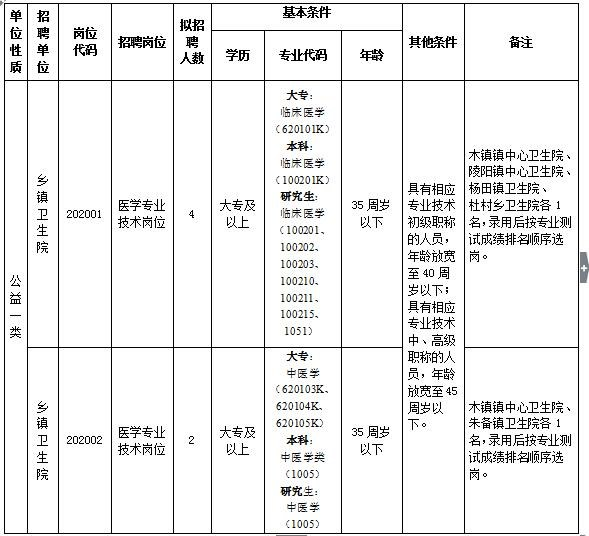 单位性质
招聘单位
岗位
代码
招聘岗位
拟招
聘
人数
基本条件
学历
专业代码
年龄
其他条件
备注
公益一类
乡镇卫生院
202001
医学专业
技术岗位
4
大专及
以上
大专：
临床医学
（620101K）
本科：
临床医学
（100201K）
研究生：
临床医学
（100201、
100202、
100203、
100210、
100211、
100215、
1051）
35 周岁
以下
具有相应
专业技术
初级职称
的人员，
年龄放宽
至 40 周
岁以下；
具有相应
专业技术
中、高级
职称的人
员，年龄
放宽至 45
周岁以
下。
木镇镇中心卫生院、
陵阳镇中心卫生院、
杨田镇卫生院、
杜村乡卫生院各 1
名，录用后按专业测
试成绩排名顺序选
岗。
乡镇卫生院
202002
医学专业
技术岗位
2
大专及
以上
大专：
中医学
（620103K、
620104K、
620105K）
本科：
中医学类
（1005）
研究生：
中医学
（1005）
35 周岁
以下
木镇镇中心卫生院、
朱备镇卫生院各 1
名，录用后按专业测
试成绩排名顺序选
岗。